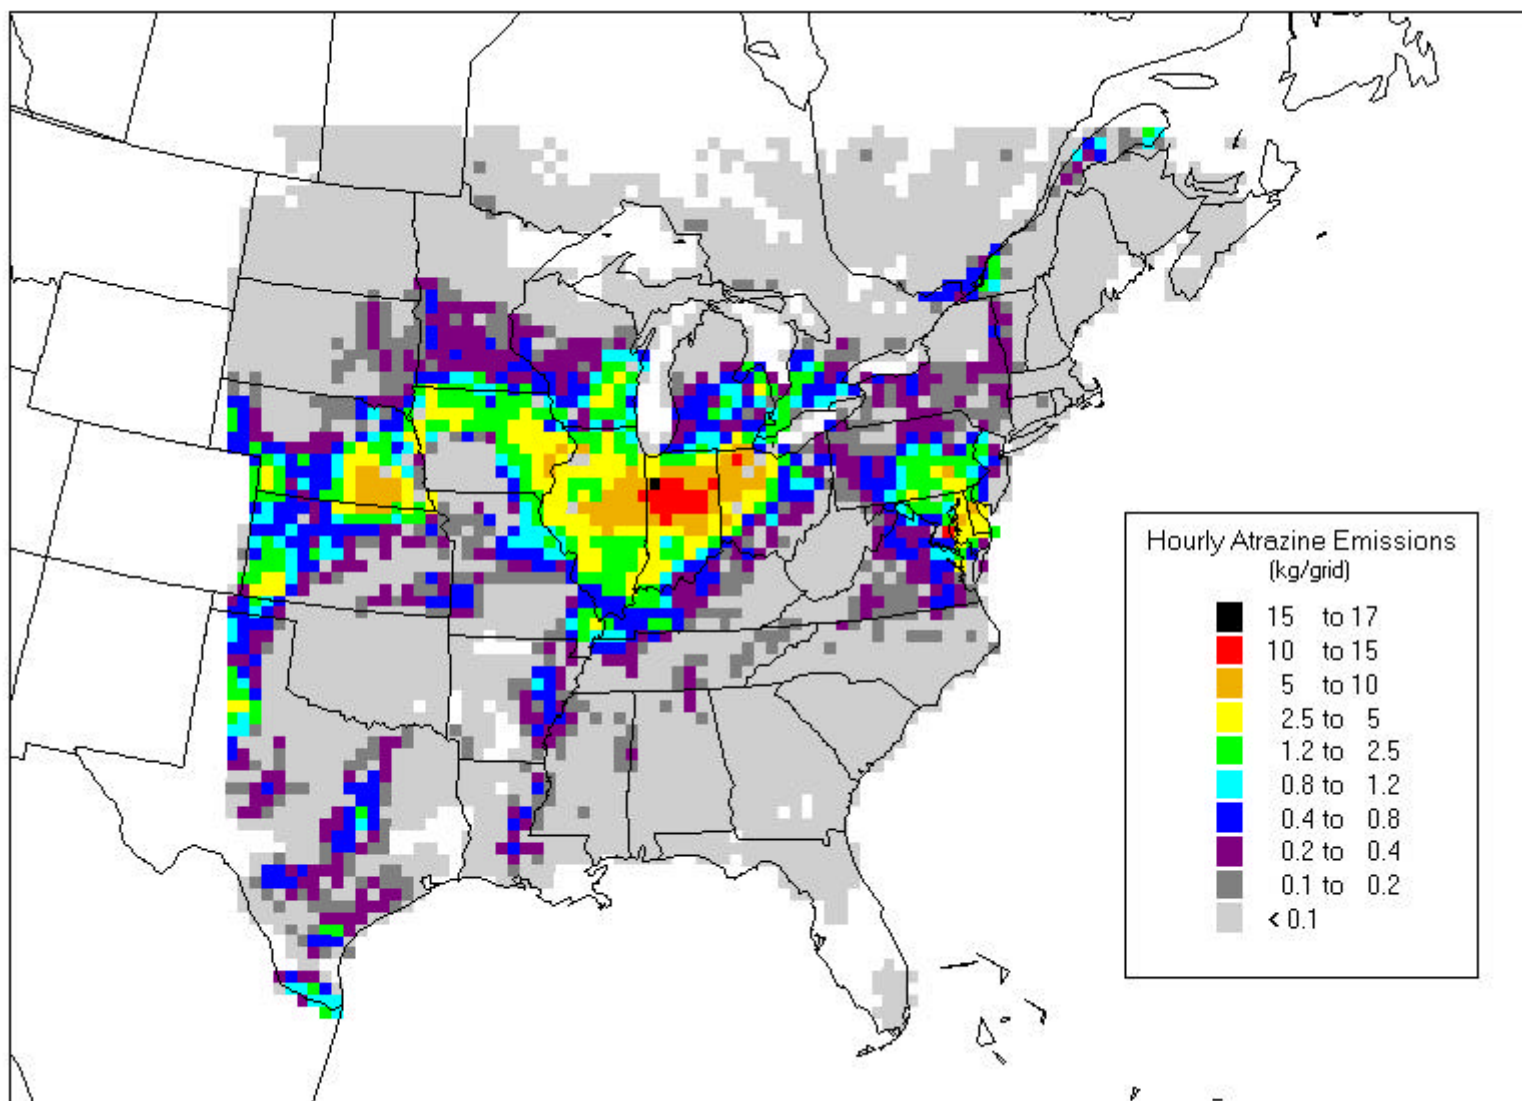 Hourly Atrazine Emissions
(kg/grid)
15 to 17
10 to 15
5 to 10
2.5 to 5
1.2 to 2.5
0.8 to 1.2
0.4 to 0.8
0.2 to 0.4
0.1 to 0.2
< 0.1